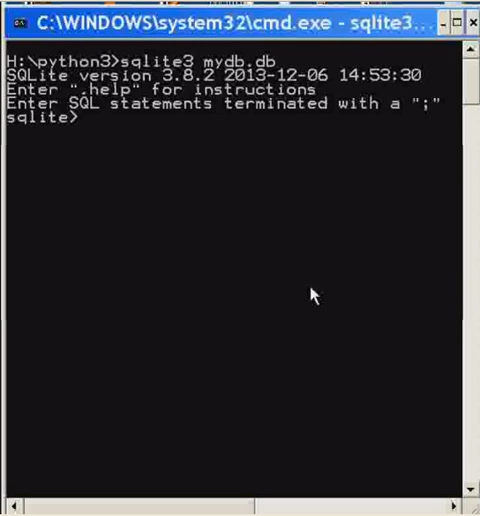 C:\WINDOWS\system32\cmd.exe - sqlite3...
H:\python3>sqlite3 mydb.db
SQLite version 3.8.2 2013-12-06 14:53:30
Enter ".help" for instructions
Enter SQL statements terminated with a ";"
sqlite>